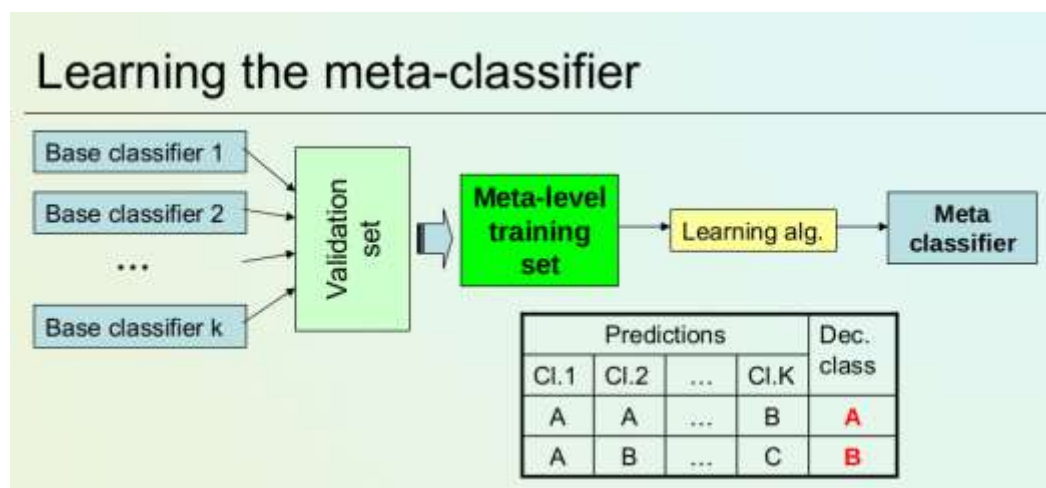 Learning the meta-classifier
Base classifier 1
Base classifier 2
...
Base classifier k
Validation
set
Meta-level
training
set
Learning alg.
Meta
classifier
Predictions
Dec.
class
Cl.1 Cl.2 ... Cl.K
A A ... B A
A B ... C B